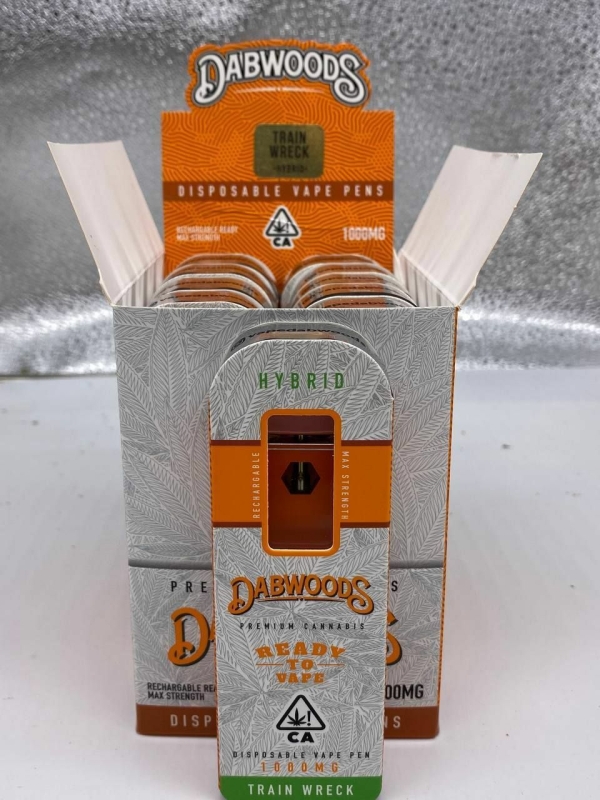 DABWOODS
TRAIN
WRECK
HYBRID
DISPOSABLE VAPE PENS
RECHARGABLE READY
MAX STRENGTH
CA
1000MG
HYBRID
RECHARGABLE
MAX STRENGTH
DABWOODS
PREMIUM CANNABIS
READY
TO
VAPE
CA
DISPOSABLE VAPE PEN
1000MG
TRAIN WRECK
PRE
S
D
S
RECHARGABLE REA
MAX STRENGTH
00MG
DISP
NS